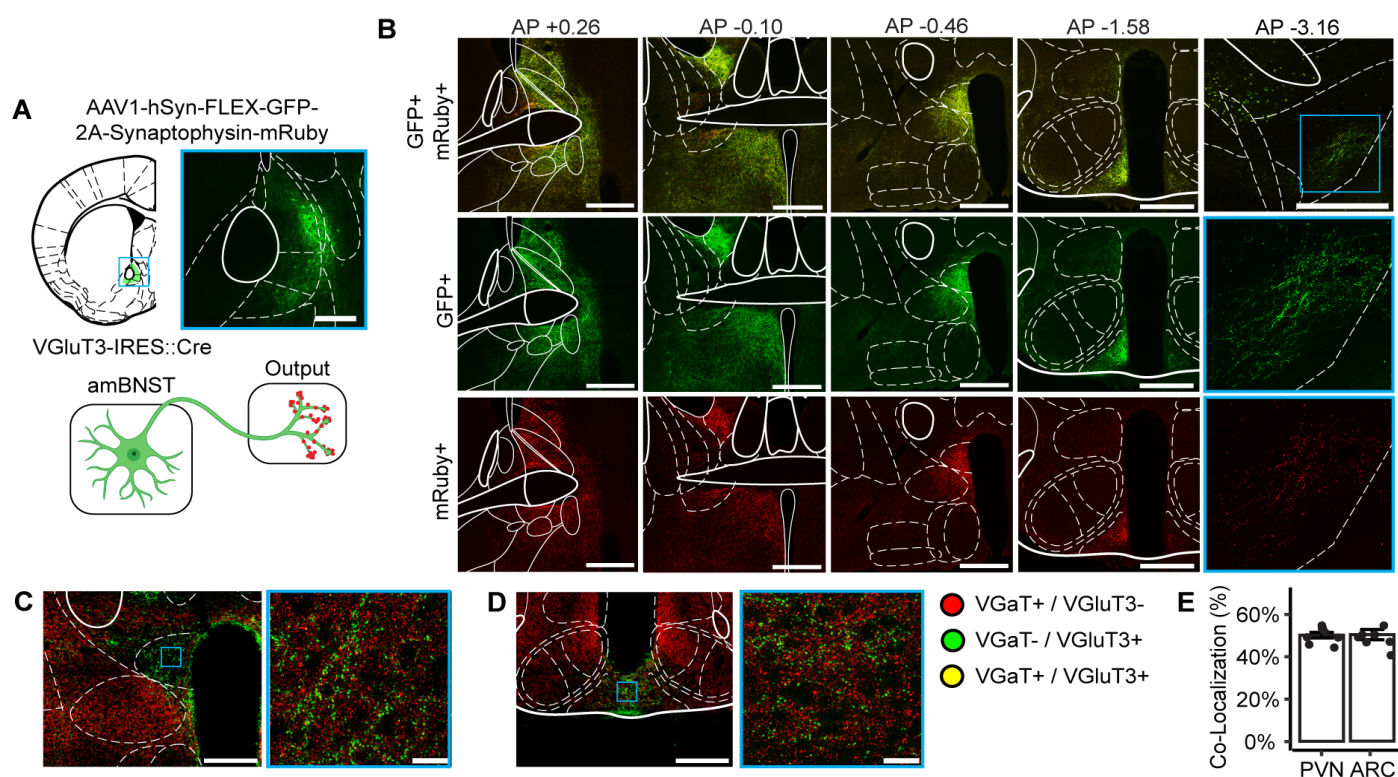 A
AAV1-hSyn-FLEX-GFP-
2A-Synaptophysin-mRuby
VGluT3-IRES::Cre
amBNST
Output
B
AP +0.26
AP -0.10
AP -0.46
AP -1.58
AP -3.16
GFP+
mRuby+
GFP+
mRuby+
C
D
VGaT+ / VGluT3-
VGaT- / VGluT3+
VGaT+ / VGluT3+
E
Co-Localization (%)
60%
40%
20%
0%
PVN
ARC